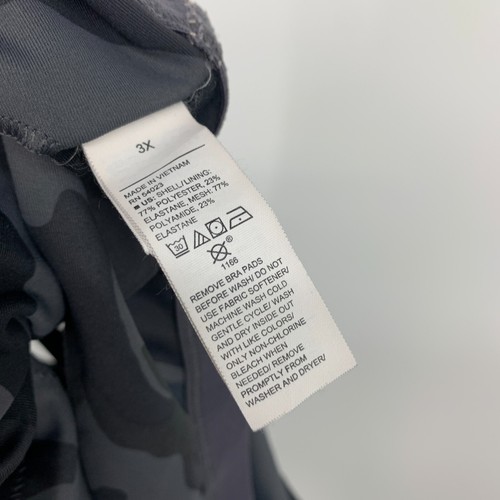 3X
MADE IN VIETNAM
RN 54023
US: SHELL/LINING:
77% POLYESTER, 23%
ELASTANE, MESH: 77%
POLYAMIDE, 23%
ELASTANE
30
®
1166
REMOVE BRA PADS
BEFORE WASH/ DO NOT
USE FABRIC SOFTENER/
MACHINE WASH COLD
GENTLE CYCLE/ WASH
AND DRY INSIDE OUT
WITH LIKE COLORS/
ONLY NON-CHLORINE
BLEACH WHEN
NEEDED/ REMOVE
PROMPTLY FROM
WASHER AND DRYER/